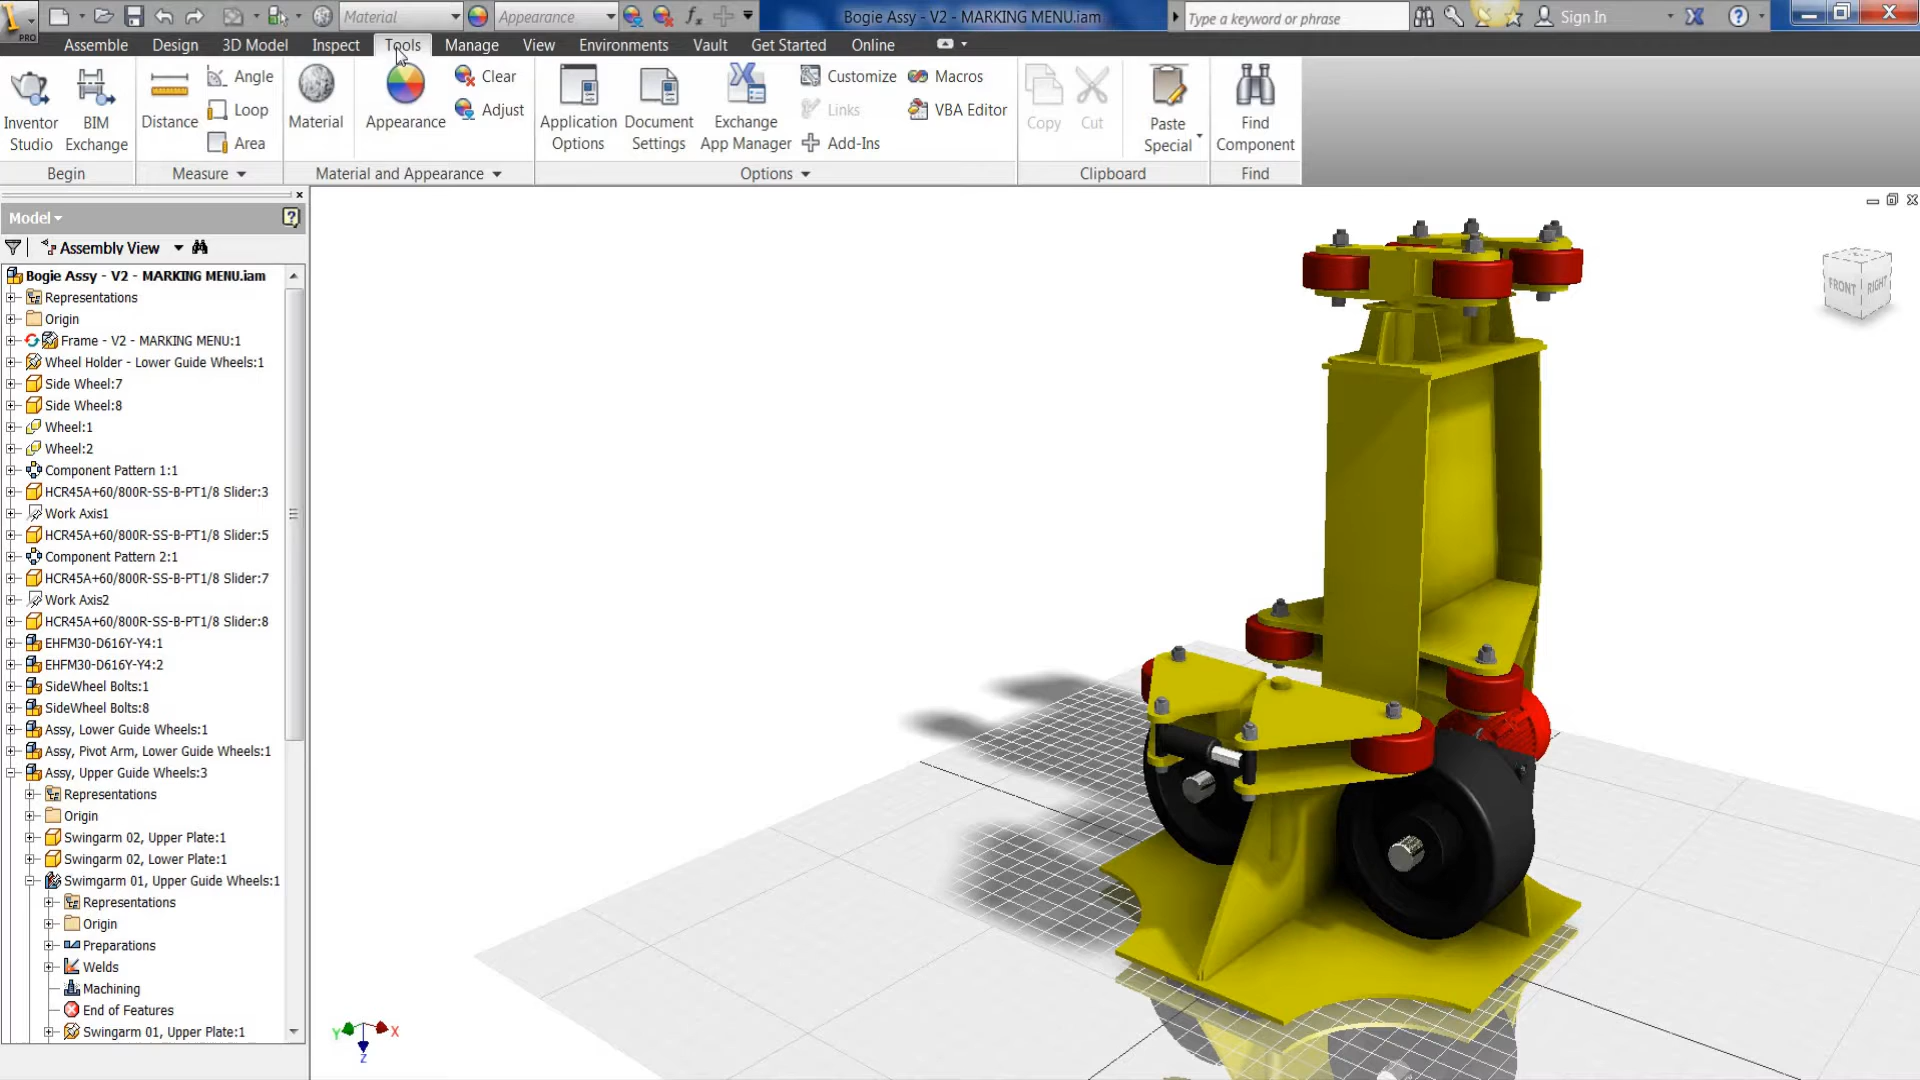 PRO
Material
Appearance
Bogie Assy - V2 - MARKING MENU.iam
Type a keyword or phrase
Sign In
Assemble Design 3D Model Inspect Tools Manage View Environments Vault Get Started Online
Inventor Studio
BIM Exchange
Begin
Distance
Angle
Loop
Area
Measure
Material
Appearance
Clear
Adjust
Material and Appearance
Application Options
Document Settings
Exchange App Manager
Customize
Links
Add-Ins
Macros
VBA Editor
Options
Copy
Cut
Paste Special
Clipboard
Find Component
Find
Model
Assembly View
Bogie Assy - V2 - MARKING MENU.iam
Representations
Origin
Frame - V2 - MARKING MENU:1
Wheel Holder - Lower Guide Wheels:1
Side Wheel:7
Side Wheel:8
Wheel:1
Wheel:2
Component Pattern 1:1
HCR45A+60/800R-SS-B-PT1/8 Slider:3
Work Axis1
HCR45A+60/800R-SS-B-PT1/8 Slider:5
Component Pattern 2:1
HCR45A+60/800R-SS-B-PT1/8 Slider:7
Work Axis2
HCR45A+60/800R-SS-B-PT1/8 Slider:8
EHFM30-D616Y-Y4:1
EHFM30-D616Y-Y4:2
SideWheel Bolts:1
SideWheel Bolts:8
Assy, Lower Guide Wheels:1
Assy, Pivot Arm, Lower Guide Wheels:1
Assy, Upper Guide Wheels:3
Representations
Origin
Swingarm 02, Upper Plate:1
Swingarm 02, Lower Plate:1
Swimgarm 01, Upper Guide Wheels:1
Representations
Origin
Preparations
Welds
Machining
End of Features
Swingarm 01, Upper Plate:1
FRONT
RIGHT
Y
X
Z